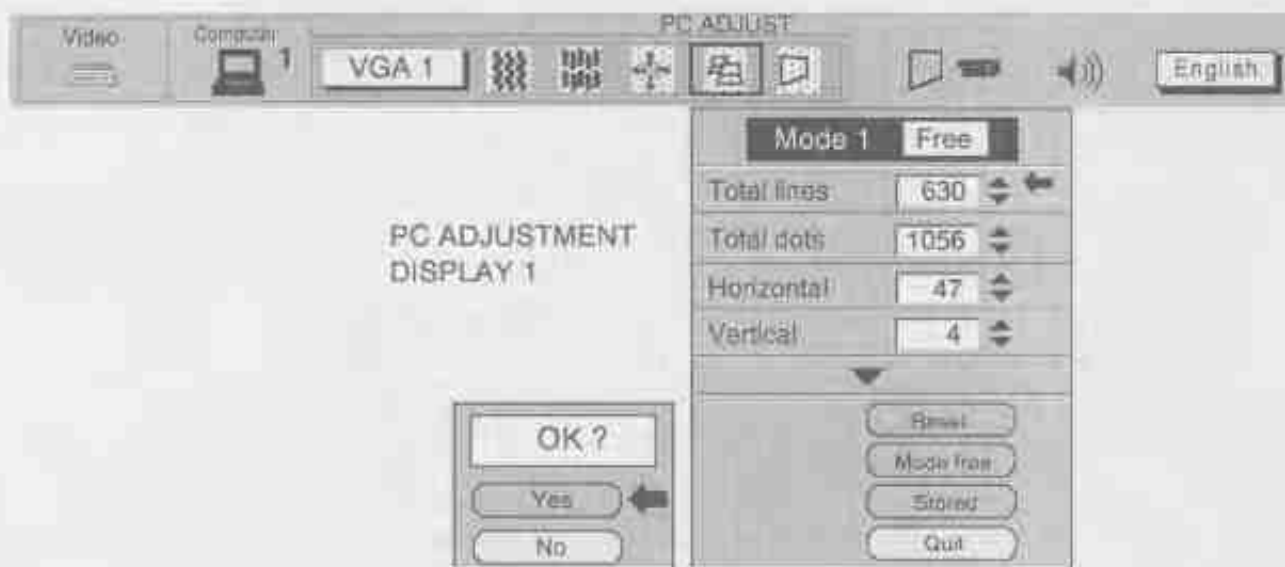 PC ADJUST
Video
Computer
1
VGA 1
English
Mode 1 Free
Total lines 630
Total dots 1056
Horizontal 47
Vertical 4
PC ADJUSTMENT
DISPLAY 1
Reset
Mode free
Stored
Quit
OK ?
Yes
No